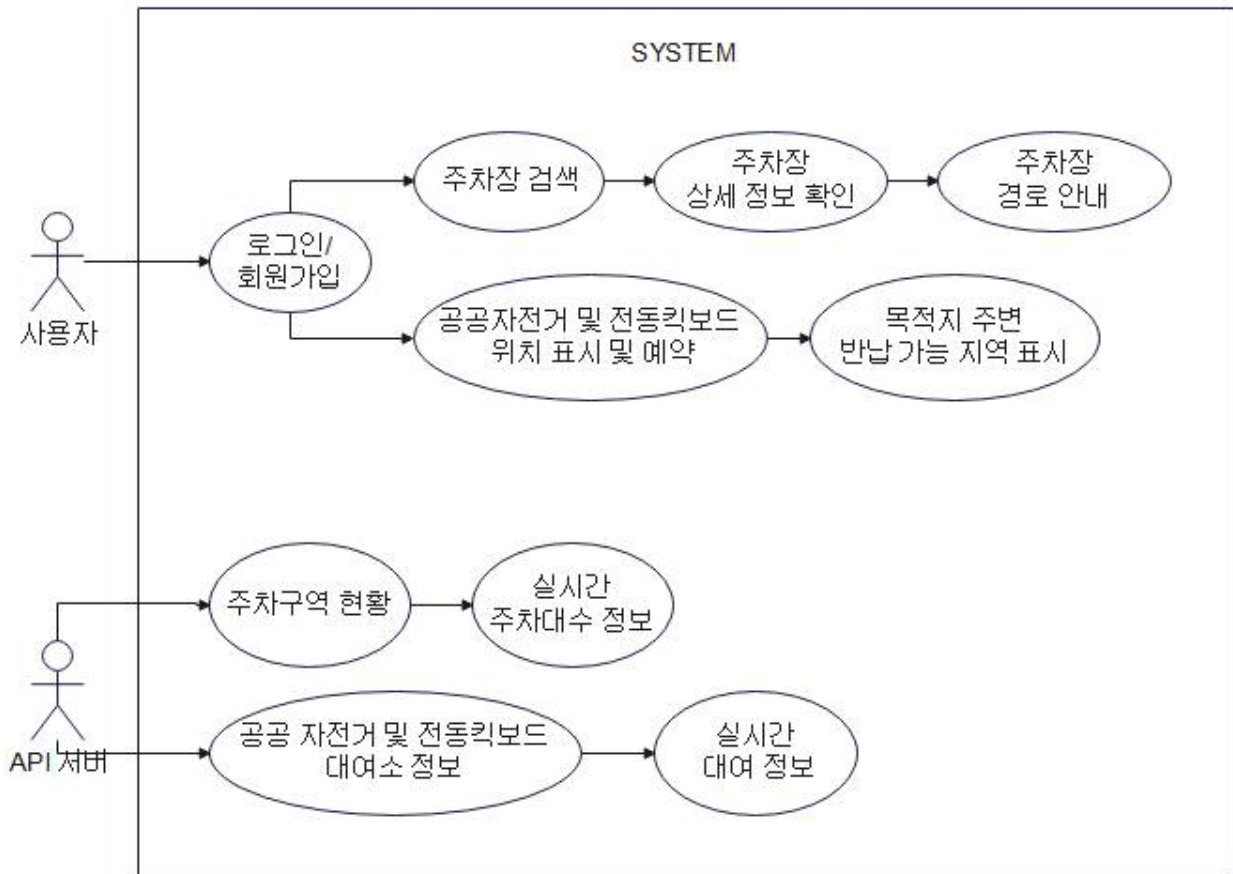 SYSTEM
주차장 검색
주차장
상세 정보 확인
주차장
경로 안내
로그인/
회원가입
사용자
공공자전거 및 전동킥보드
위치 표시 및 예약
목적지 주변
반납 가능 지역 표시
주차구역 현황
실시간
주차대수 정보
API 서버
공공 자전거 및 전동킥보드
대여소 정보
실시간
대여 정보